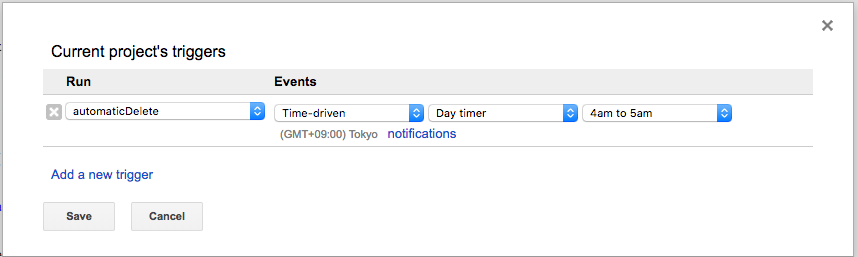 Current project's triggers
Run Events
automaticDelete Time-driven Day timer 4am to 5am
(GMT+09:00) Tokyo notifications
Add a new trigger
Save Cancel